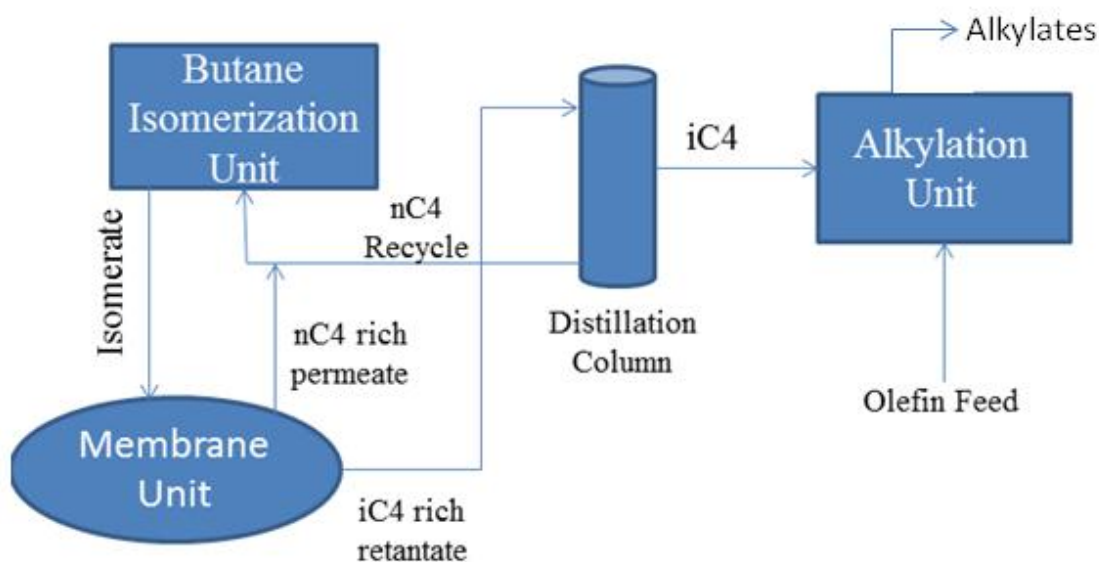 Alkylates
Butane
Isomerization
Unit
iC4
Alkylation
Unit
nC4
Recycle
Isomerate
nC4 rich
permeate
Distillation
Column
Olefin Feed
Membrane
Unit
iC4 rich
retantate